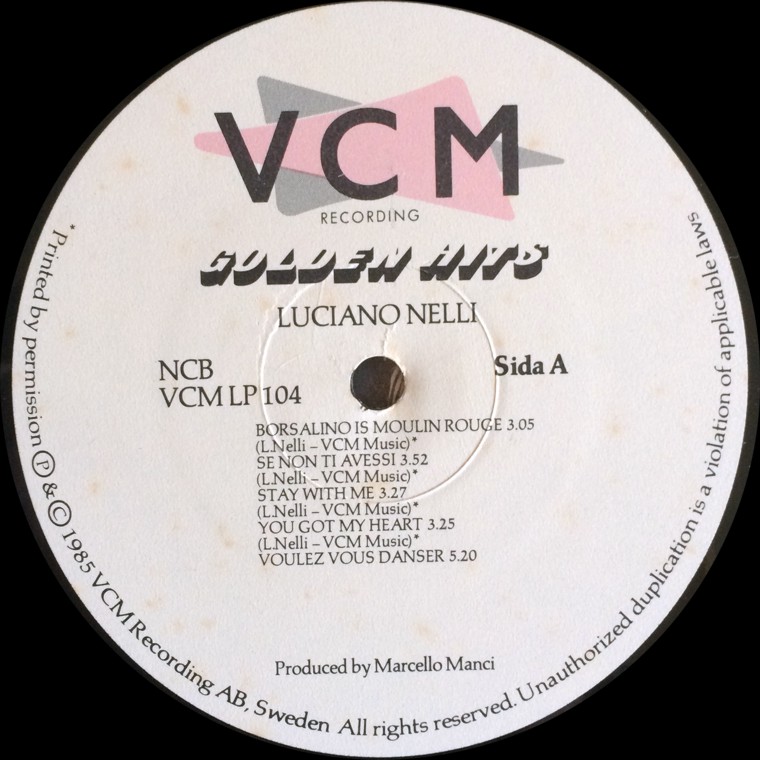 VCM
RECORDING
GOLDEN HITS
LUCIANO NELLI
NCB
VCM LP 104
Sida A
BORSALINO IS MOULIN ROUGE 3.05
(L.Nelli – VCM Music)*
SE NON TI AVESSI 3.52
(L.Nelli – VCM Music)*
STAY WITH ME 3.27
(L.Nelli – VCM Music)*
YOU GOT MY HEART 3.25
(L.Nelli – VCM Music)*
VOULEZ VOUS DANSER 5.20
Produced by Marcello Manci
* Printed by permission Ⓟ & © 1985 VCM Recording AB, Sweden All rights reserved. Unauthorized duplication is a violation of applicable laws